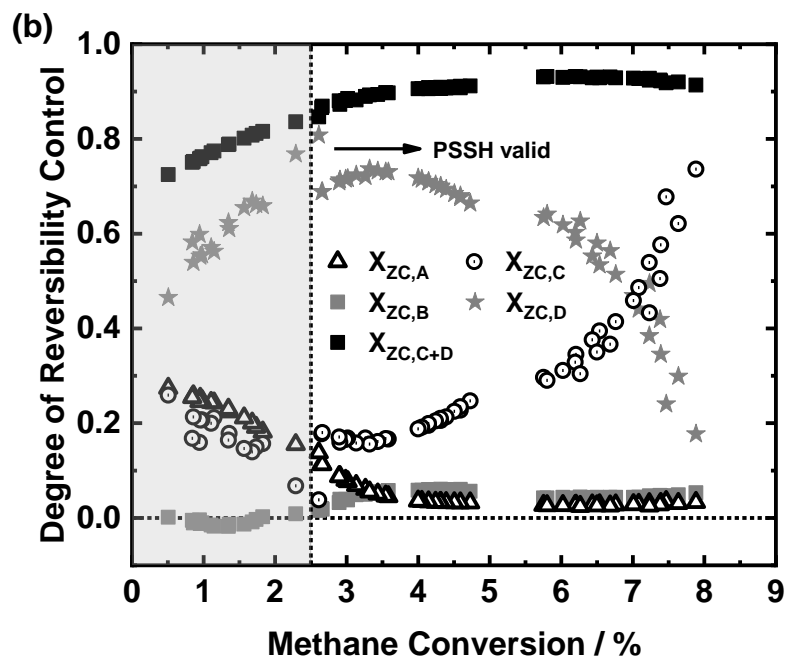 (b)
Degree of Reversibility Control
1.0
0.8
0.6
0.4
0.2
0.0
PSSH valid
X_ZC,A
X_ZC,C
X_ZC,B
X_ZC,D
X_ZC,C+D
0 1 2 3 4 5 6 7 8 9
Methane Conversion / %